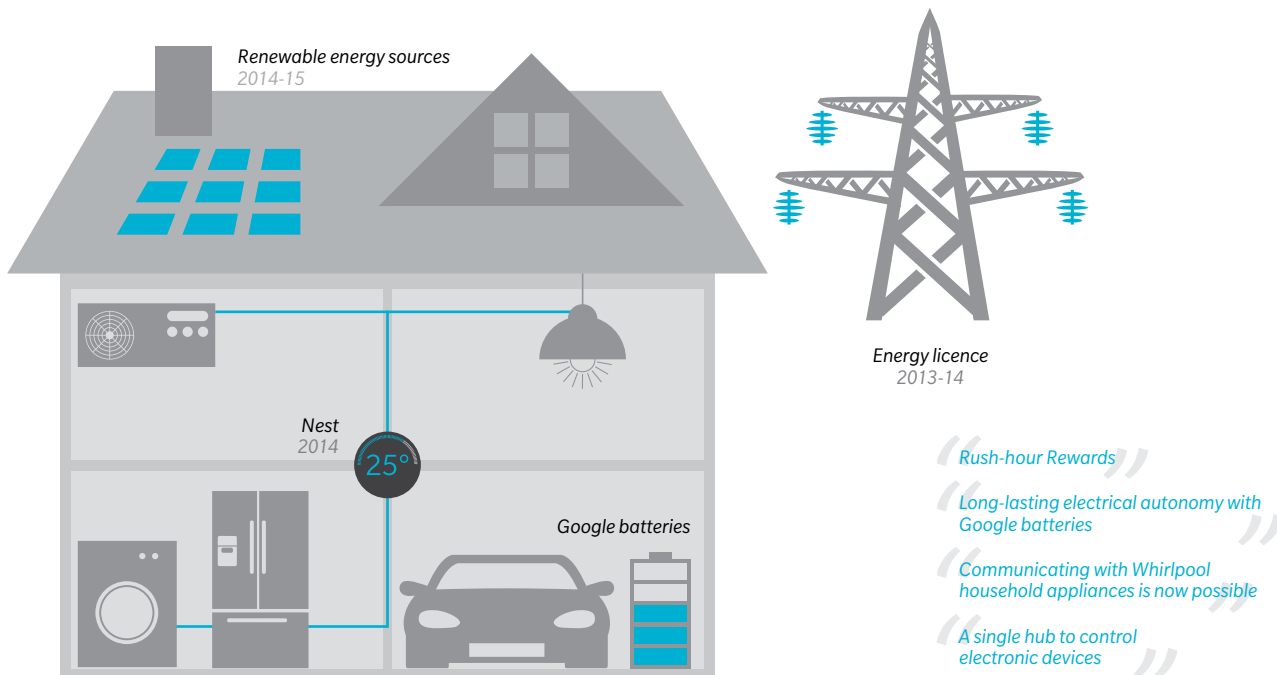 Renewable energy sources
2014-15
Energy licence
2013-14
Nest
2014
25°
Google batteries
“Rush-hour Rewards”
“Long-lasting electrical autonomy with
Google batteries”
“Communicating with Whirlpool
household appliances is now possible”
“A single hub to control
electronic devices”